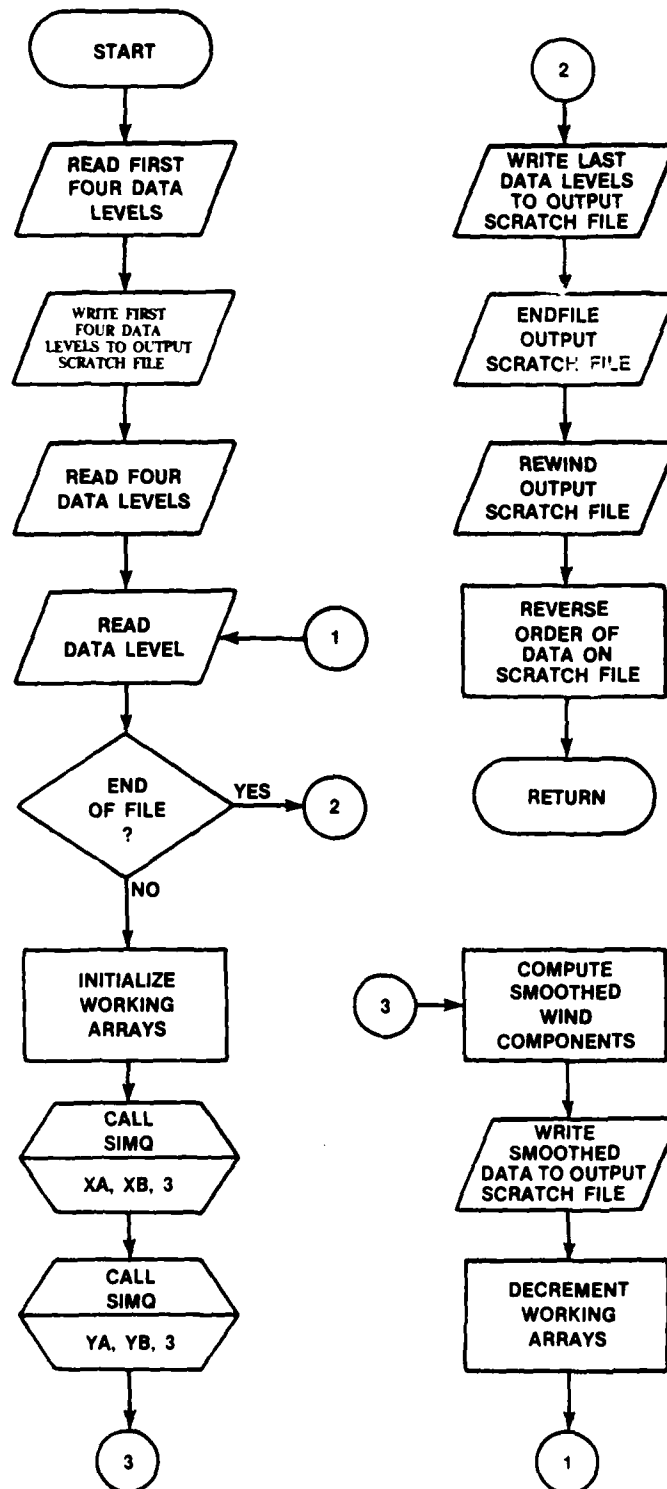 START
READ FIRST
FOUR DATA
LEVELS
WRITE FIRST
FOUR DATA
LEVELS TO OUTPUT
SCRATCH FILE
READ FOUR
DATA LEVELS
READ
DATA LEVEL
1
END
OF FILE
?
YES
2
NO
INITIALIZE
WORKING
ARRAYS
CALL
SIMQ
XA, XB, 3
CALL
SIMQ
YA, YB, 3
3
2
WRITE LAST
DATA LEVELS
TO OUTPUT
SCRATCH FILE
ENDFILE
OUTPUT
SCRATCH FILE
REWIND
OUTPUT
SCRATCH FILE
REVERSE
ORDER OF
DATA ON
SCRATCH FILE
RETURN
3
COMPUTE
SMOOTHED
WIND
COMPONENTS
WRITE
SMOOTHED
DATA TO OUTPUT
SCRATCH FILE
DECREMENT
WORKING
ARRAYS
1